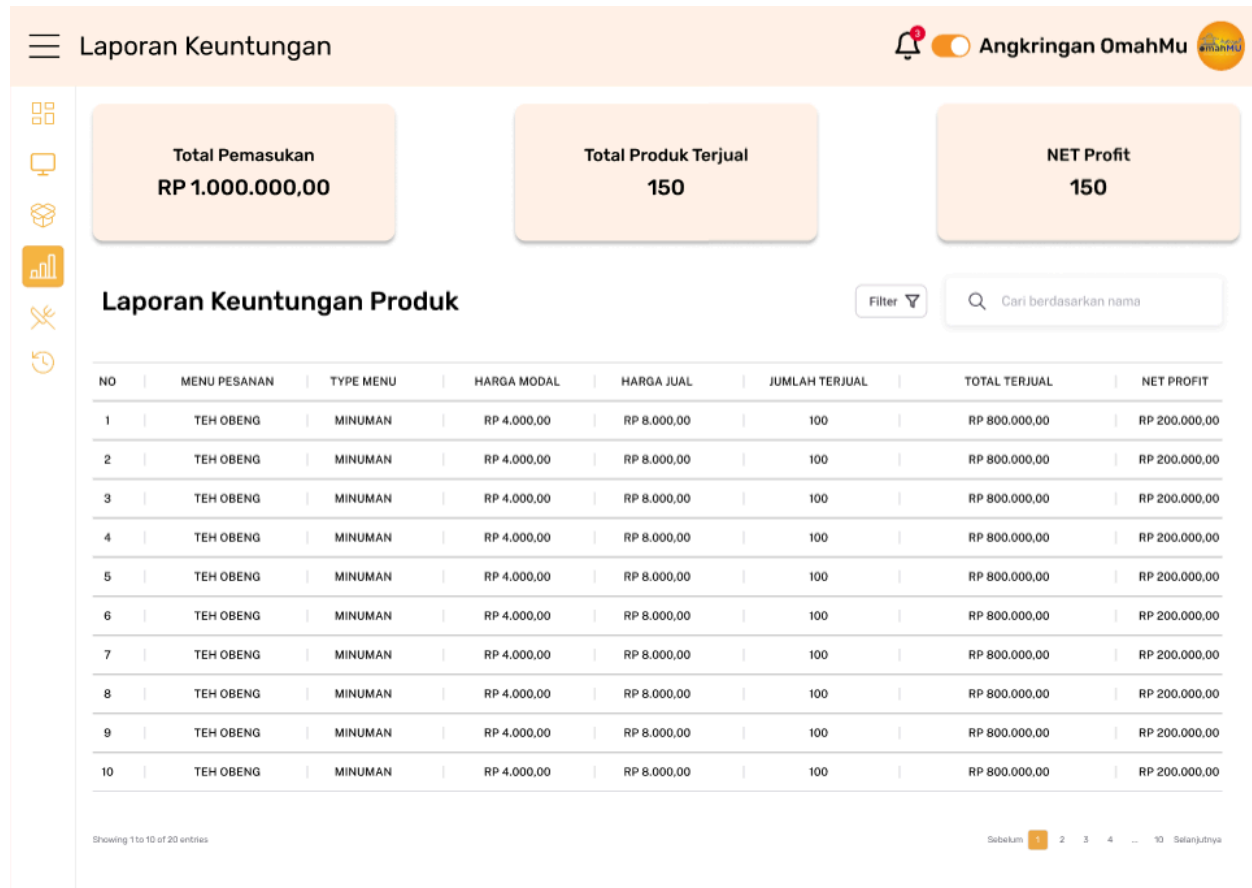 Laporan Keuntungan
3
Angkringan OmahMu
omahMU
Total Pemasukan
RP 1.000.000,00
Total Produk Terjual
150
NET Profit
150
Laporan Keuntungan Produk
Filter
Cari berdasarkan nama
NO MENU PESANAN TYPE MENU HARGA MODAL HARGA JUAL JUMLAH TERJUAL TOTAL TERJUAL NET PROFIT
1 TEH OBENG MINUMAN RP 4.000,00 RP 8.000,00 100 RP 800.000,00 RP 200.000,00
2 TEH OBENG MINUMAN RP 4.000,00 RP 8.000,00 100 RP 800.000,00 RP 200.000,00
3 TEH OBENG MINUMAN RP 4.000,00 RP 8.000,00 100 RP 800.000,00 RP 200.000,00
4 TEH OBENG MINUMAN RP 4.000,00 RP 8.000,00 100 RP 800.000,00 RP 200.000,00
5 TEH OBENG MINUMAN RP 4.000,00 RP 8.000,00 100 RP 800.000,00 RP 200.000,00
6 TEH OBENG MINUMAN RP 4.000,00 RP 8.000,00 100 RP 800.000,00 RP 200.000,00
7 TEH OBENG MINUMAN RP 4.000,00 RP 8.000,00 100 RP 800.000,00 RP 200.000,00
8 TEH OBENG MINUMAN RP 4.000,00 RP 8.000,00 100 RP 800.000,00 RP 200.000,00
9 TEH OBENG MINUMAN RP 4.000,00 RP 8.000,00 100 RP 800.000,00 RP 200.000,00
10 TEH OBENG MINUMAN RP 4.000,00 RP 8.000,00 100 RP 800.000,00 RP 200.000,00
Showing 1 to 10 of 20 entries
Sebelum 1 2 3 4 ... 10 Selanjutnya